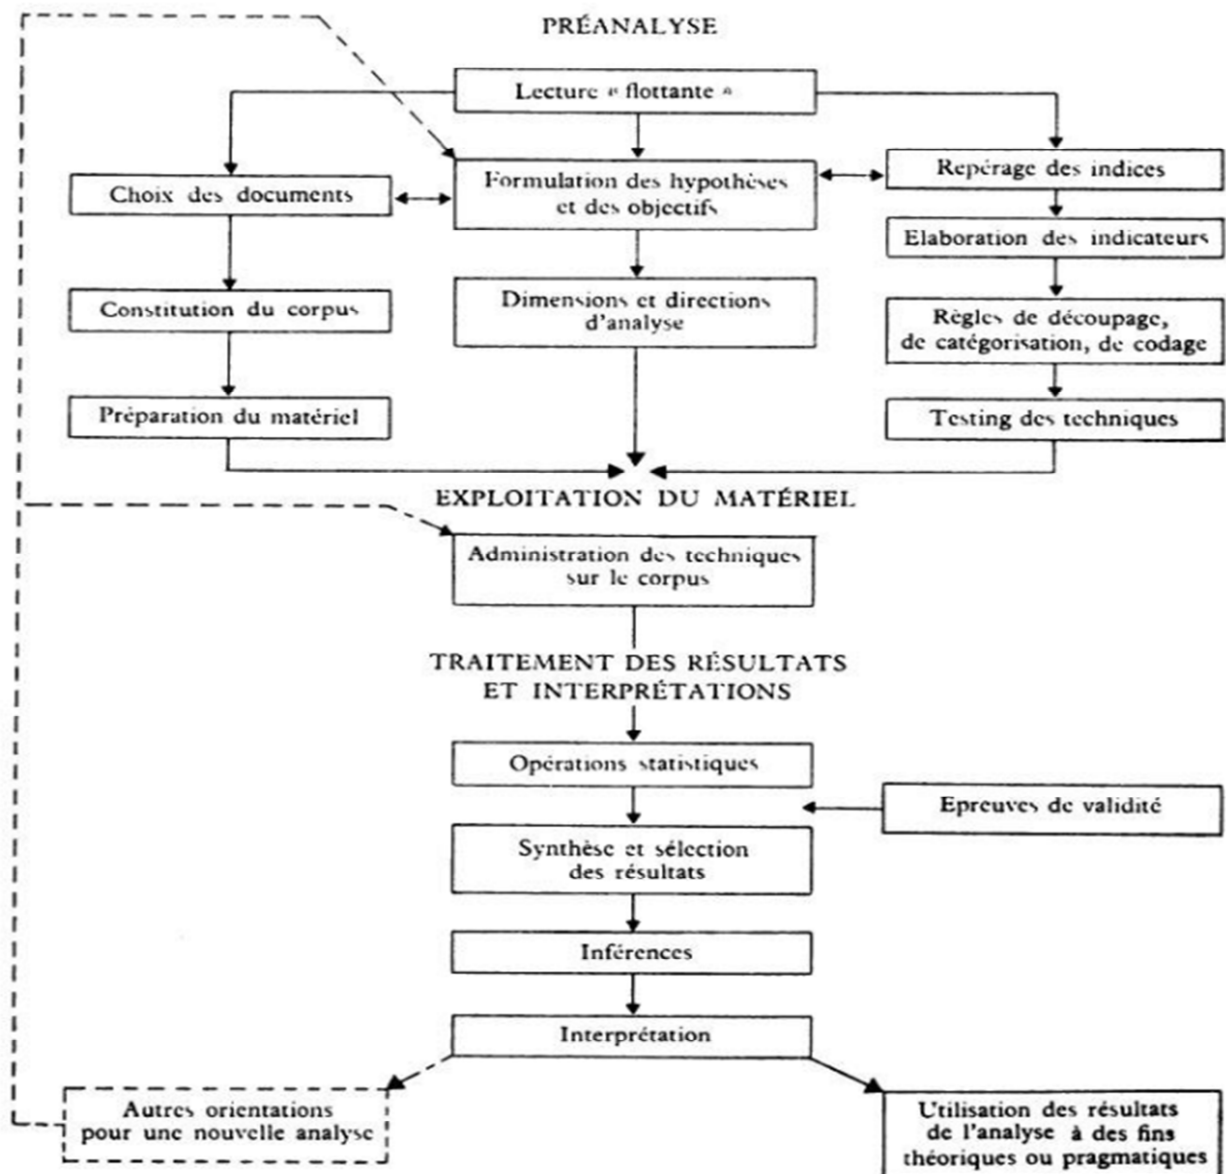 PRÉANALYSE
Lecture « flottante »
Choix des documents
Formulation des hypothèses
et des objectifs
Repérage des indices
Elaboration des indicateurs
Constitution du corpus
Dimensions et directions
d'analyse
Règles de découpage,
de catégorisation, de codage
Préparation du matériel
Testing des techniques
EXPLOITATION DU MATÉRIEL
Administration des techniques
sur le corpus
TRAITEMENT DES RÉSULTATS
ET INTERPRÉTATIONS
Opérations statistiques
Epreuves de validité
Synthèse et sélection
des résultats
Inférences
Interprétation
Autres orientations
pour une nouvelle analyse
Utilisation des résultats
de l'analyse à des fins
théoriques ou pragmatiques